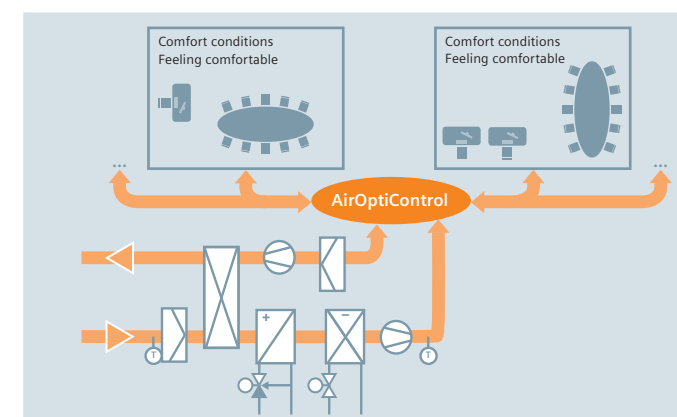 Comfort conditions
Feeling comfortable
Comfort conditions
Feeling comfortable
...
...
AirOptiControl
+
−
T
T